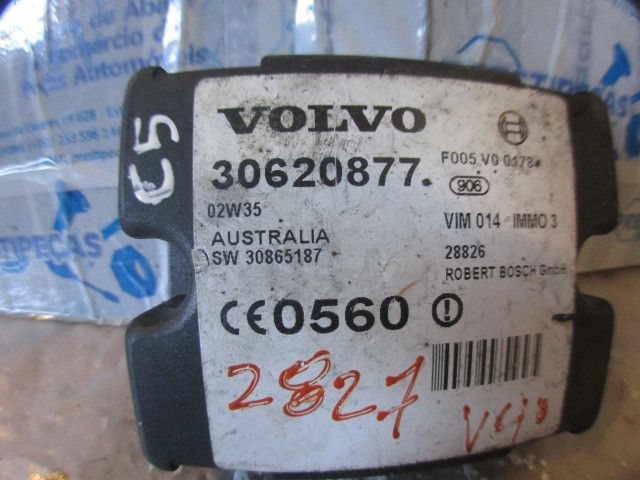 C5
VOLVO
30620877
F005 V0 0178
906
02W35
VIM 014 IMMO 3
AUSTRALIA
28826
SW 30865187
ROBERT BOSCH GmbH
CE0560
2827
V40